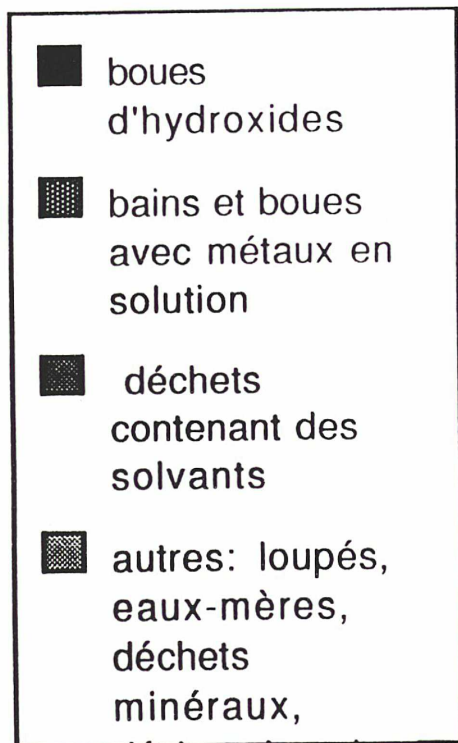 boues
d'hydroxides
bains et boues
avec métaux en
solution
déchets
contenant des
solvants
autres: loupés,
eaux-mères,
déchets
minéraux,